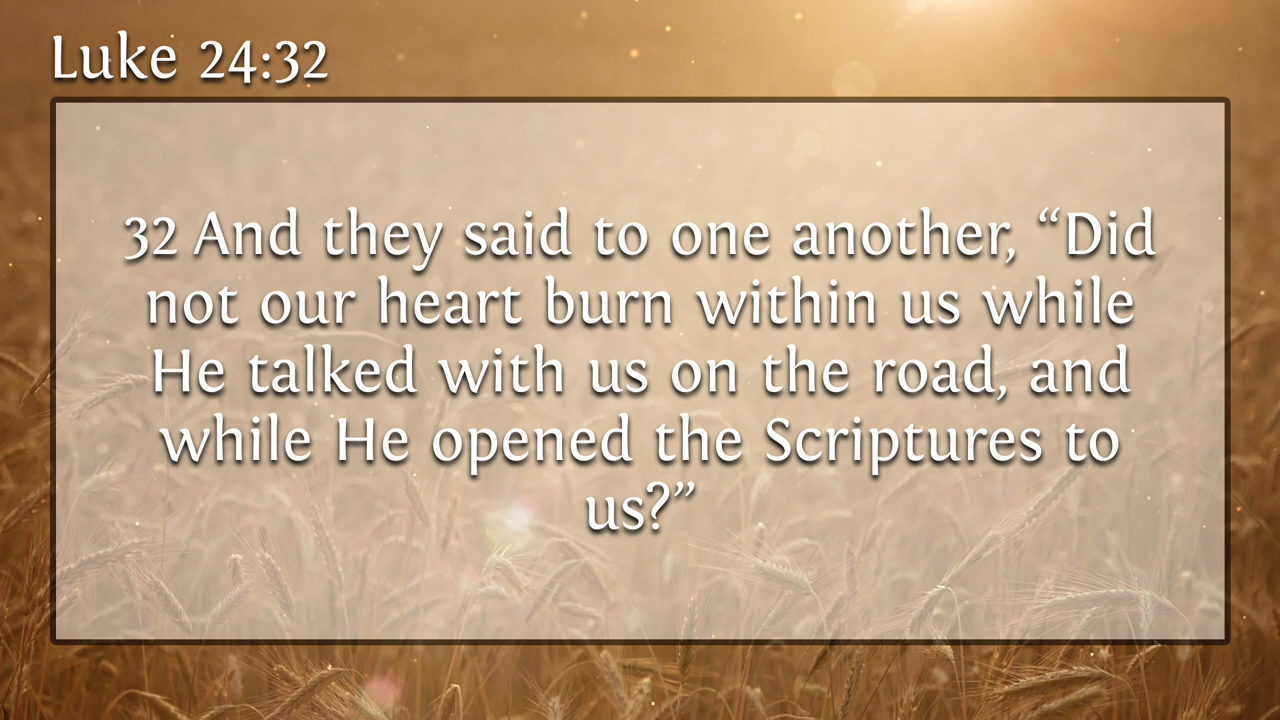 Luke 24:32
32 And they said to one another, “Did
not our heart burn within us while
He talked with us on the road, and
while He opened the Scriptures to
us?”